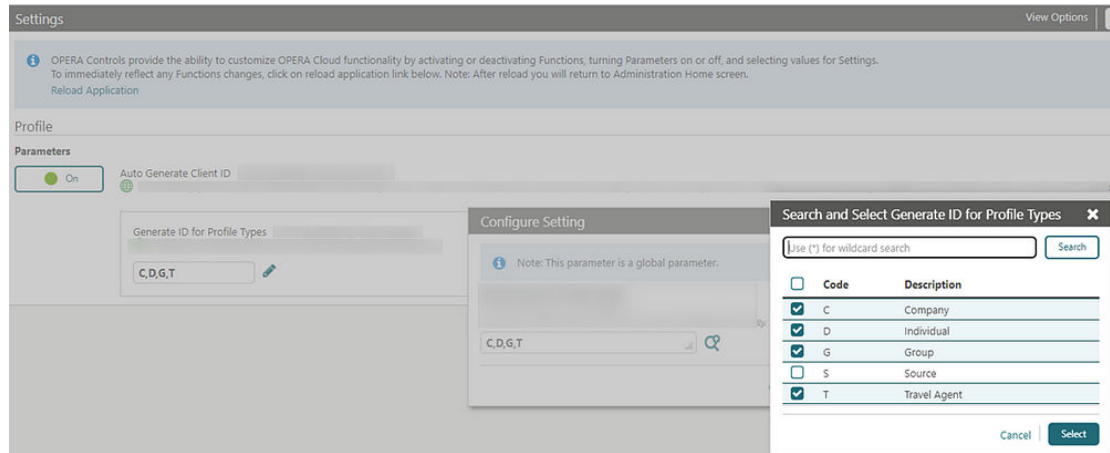 Settings
View Options
OPERA Controls provide the ability to customize OPERA Cloud functionality by activating or deactivating Functions, turning Parameters on or off, and selecting values for Settings.
To immediately reflect any Functions changes, click on reload application link below. Note: After reload you will return to Administration Home screen.
Reload Application
Profile
Parameters
On
Auto Generate Client ID
Generate ID for Profile Types
C,D,G,T
Configure Setting
Note: This parameter is a global parameter.
C,D,G,T
Search and Select Generate ID for Profile Types
Use (*) for wildcard search
Search
Code Description
C Company
D Individual
G Group
S Source
T Travel Agent
Cancel
Select